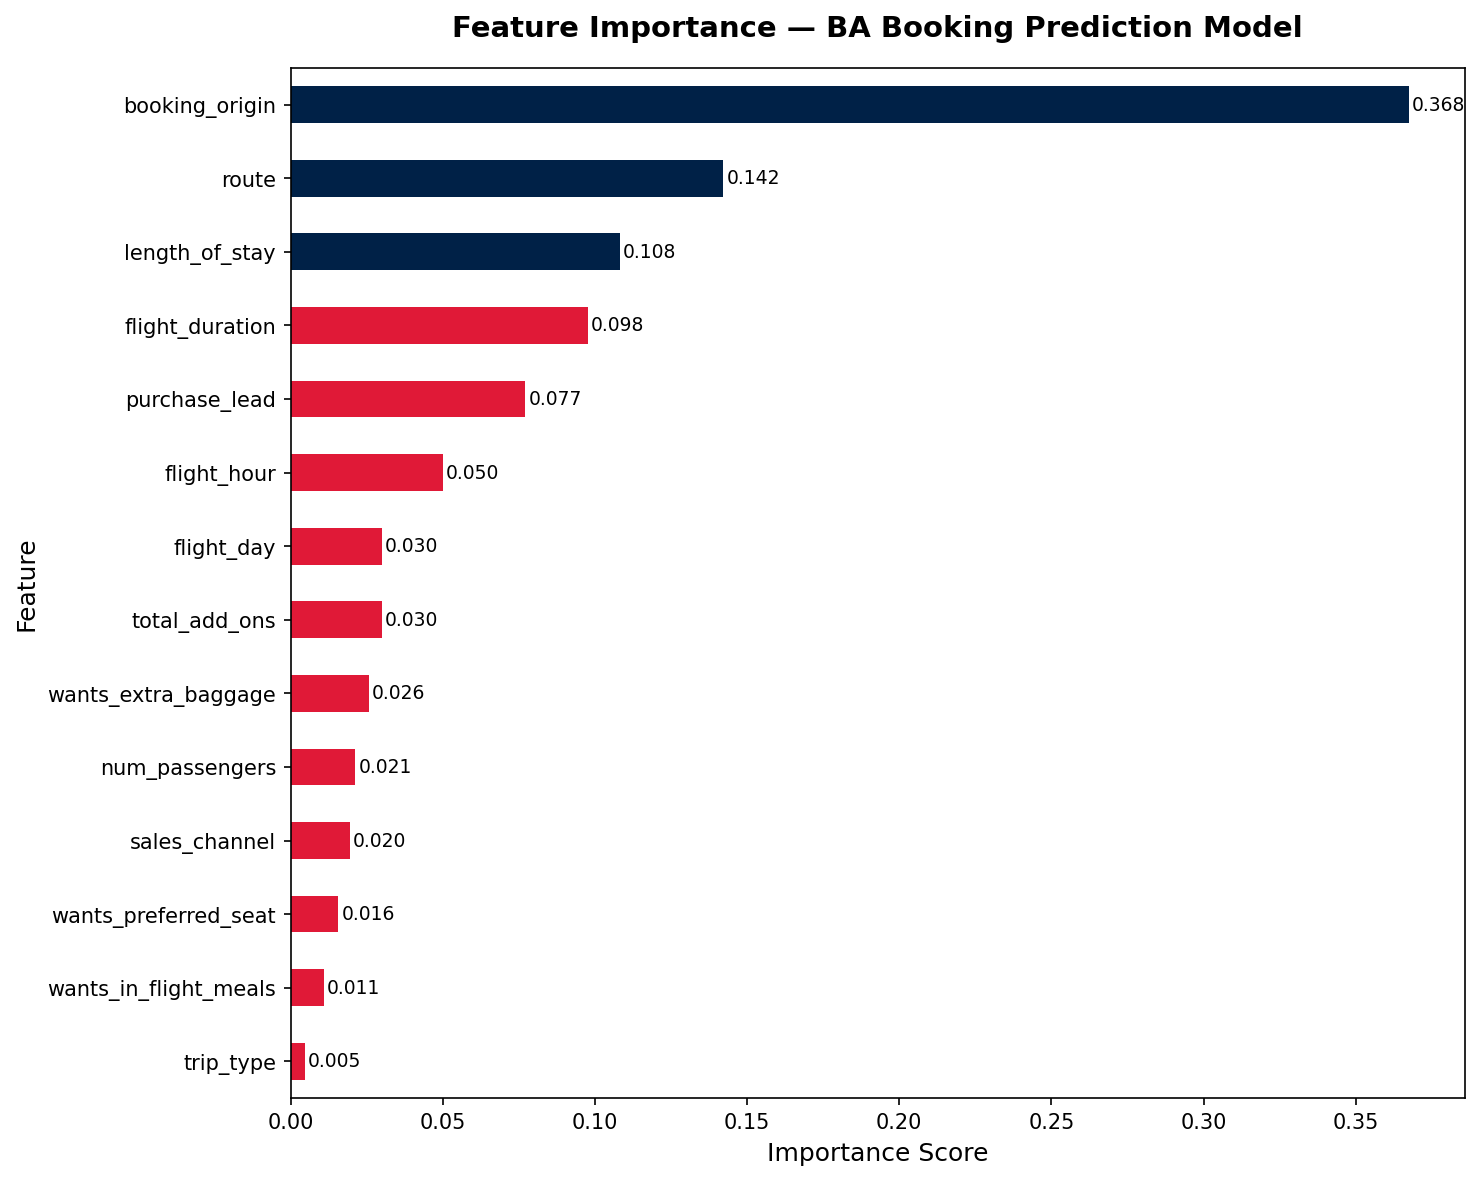 Feature Importance — BA Booking Prediction Model
booking_origin 0.368
route 0.142
length_of_stay 0.108
flight_duration 0.098
purchase_lead 0.077
flight_hour 0.050
flight_day 0.030
total_add_ons 0.030
wants_extra_baggage 0.026
num_passengers 0.021
sales_channel 0.020
wants_preferred_seat 0.016
wants_in_flight_meals 0.011
trip_type 0.005
Feature
0.00 0.05 0.10 0.15 0.20 0.25 0.30 0.35
Importance Score